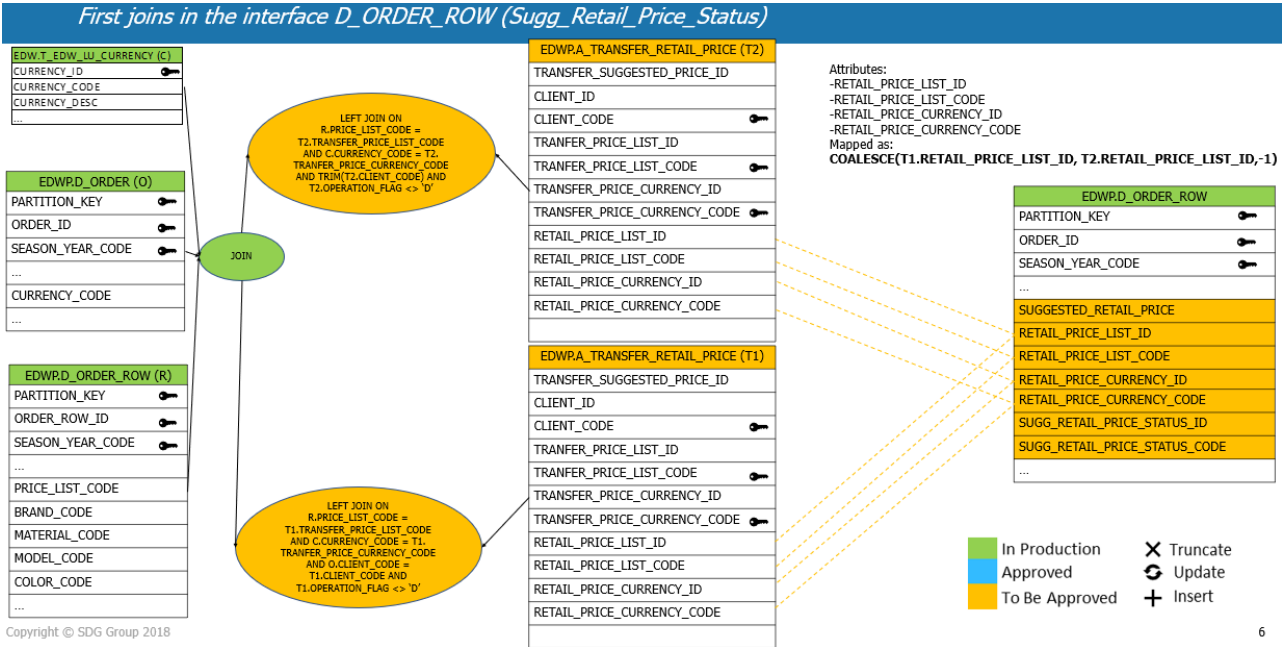 First joins in the interface D_ORDER_ROW (Sugg_Retail_Price_Status)
EDW.T_EDW_LU_CURRENCY (C)
CURRENCY_ID
CURRENCY_CODE
CURRENCY_DESC
...
EDWP.D_ORDER (O)
PARTITION_KEY
ORDER_ID
SEASON_YEAR_CODE
...
CURRENCY_CODE
...
EDWP.D_ORDER_ROW (R)
PARTITION_KEY
ORDER_ROW_ID
SEASON_YEAR_CODE
...
PRICE_LIST_CODE
BRAND_CODE
MATERIAL_CODE
MODEL_CODE
COLOR_CODE
...
JOIN
LEFT JOIN ON
R.PRICE_LIST_CODE =
T2.TRANSFER_PRICE_LIST_CODE
AND C.CURRENCY_CODE = T2.
TRANFER_PRICE_CURRENCY_CODE
AND TRIM(T2.CLIENT_CODE) AND
T2.OPERATION_FLAG <> 'D'
LEFT JOIN ON
R.PRICE_LIST_CODE =
T1.TRANSFER_PRICE_LIST_CODE
AND C.CURRENCY_CODE = T1.
TRANFER_PRICE_CURRENCY_CODE
AND O.CLIENT_CODE =
T1.CLIENT_CODE AND
T1.OPERATION_FLAG <> 'D'
EDWP.A_TRANSFER_RETAIL_PRICE (T2)
TRANSFER_SUGGESTED_PRICE_ID
CLIENT_ID
CLIENT_CODE
TRANFER_PRICE_LIST_ID
TRANFER_PRICE_LIST_CODE
TRANSFER_PRICE_CURRENCY_ID
TRANSFER_PRICE_CURRENCY_CODE
RETAIL_PRICE_LIST_ID
RETAIL_PRICE_LIST_CODE
RETAIL_PRICE_CURRENCY_ID
RETAIL_PRICE_CURRENCY_CODE
EDWP.A_TRANSFER_RETAIL_PRICE (T1)
TRANSFER_SUGGESTED_PRICE_ID
CLIENT_ID
CLIENT_CODE
TRANFER_PRICE_LIST_ID
TRANFER_PRICE_LIST_CODE
TRANSFER_PRICE_CURRENCY_ID
TRANSFER_PRICE_CURRENCY_CODE
RETAIL_PRICE_LIST_ID
RETAIL_PRICE_LIST_CODE
RETAIL_PRICE_CURRENCY_ID
RETAIL_PRICE_CURRENCY_CODE
Attributes:
-RETAIL_PRICE_LIST_ID
-RETAIL_PRICE_LIST_CODE
-RETAIL_PRICE_CURRENCY_ID
-RETAIL_PRICE_CURRENCY_CODE
Mapped as:
COALESCE(T1.RETAIL_PRICE_LIST_ID, T2.RETAIL_PRICE_LIST_ID,-1)
EDWP.D_ORDER_ROW
PARTITION_KEY
ORDER_ID
SEASON_YEAR_CODE
...
SUGGESTED_RETAIL_PRICE
RETAIL_PRICE_LIST_ID
RETAIL_PRICE_LIST_CODE
RETAIL_PRICE_CURRENCY_ID
RETAIL_PRICE_CURRENCY_CODE
SUGG_RETAIL_PRICE_STATUS_ID
SUGG_RETAIL_PRICE_STATUS_CODE
...
In Production
Approved
To Be Approved
Truncate
Update
Insert
Copyright © SDG Group 2018
6